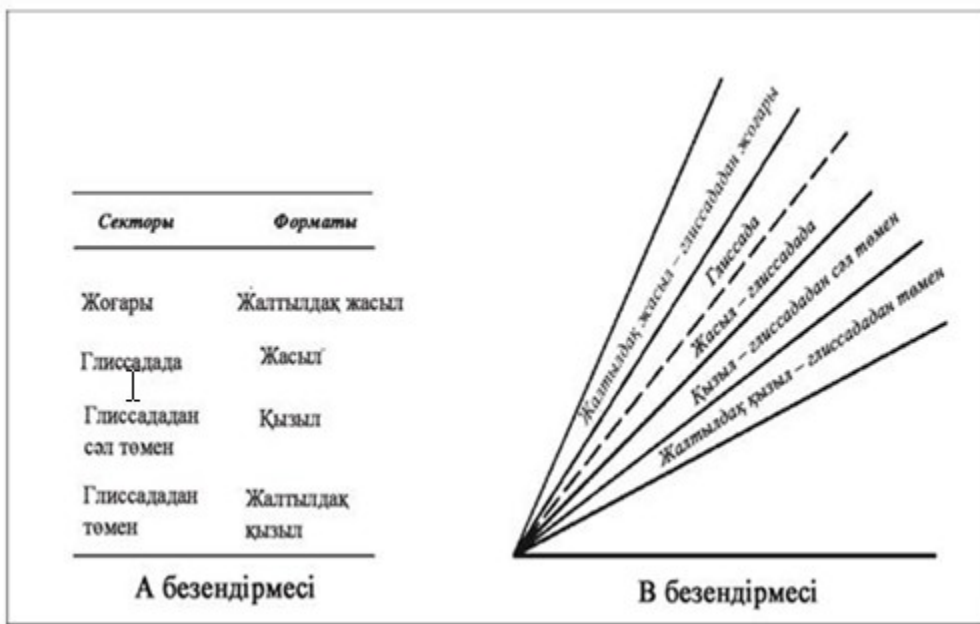 Секторы Форматы
Жоғары Жалтылдақ жасыл
Глиссадада Жасыл
Глиссададан Қызыл
сәл төмен
Глиссададан Жалтылдақ
төмен қызыл
А безендірмесі
Жалтылдақ жасыл – глиссададан жоғары
Глиссада
Жасыл – глиссадада
Қызыл – глиссададан сәл төмен
Жалтылдақ қызыл – глиссададан төмен
В безендірмесі